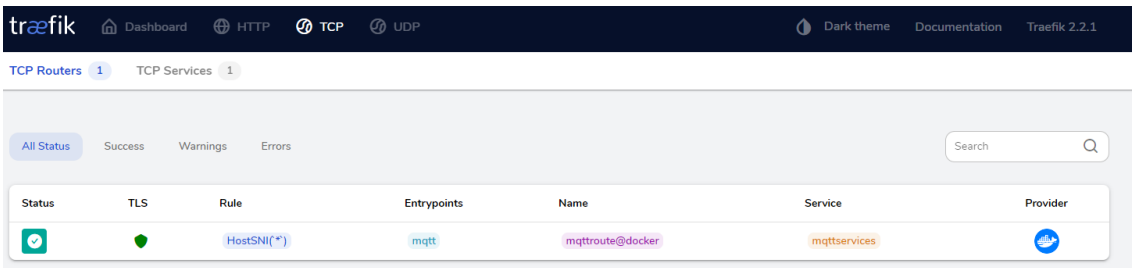 træfik Dashboard HTTP TCP UDP Dark theme Documentation Traefik 2.2.1
TCP Routers 1 TCP Services 1
All Status Success Warnings Errors Search
Status TLS Rule Entrypoints Name Service Provider
HostSNI(`*`) mqtt mqttroute@docker mqttservices